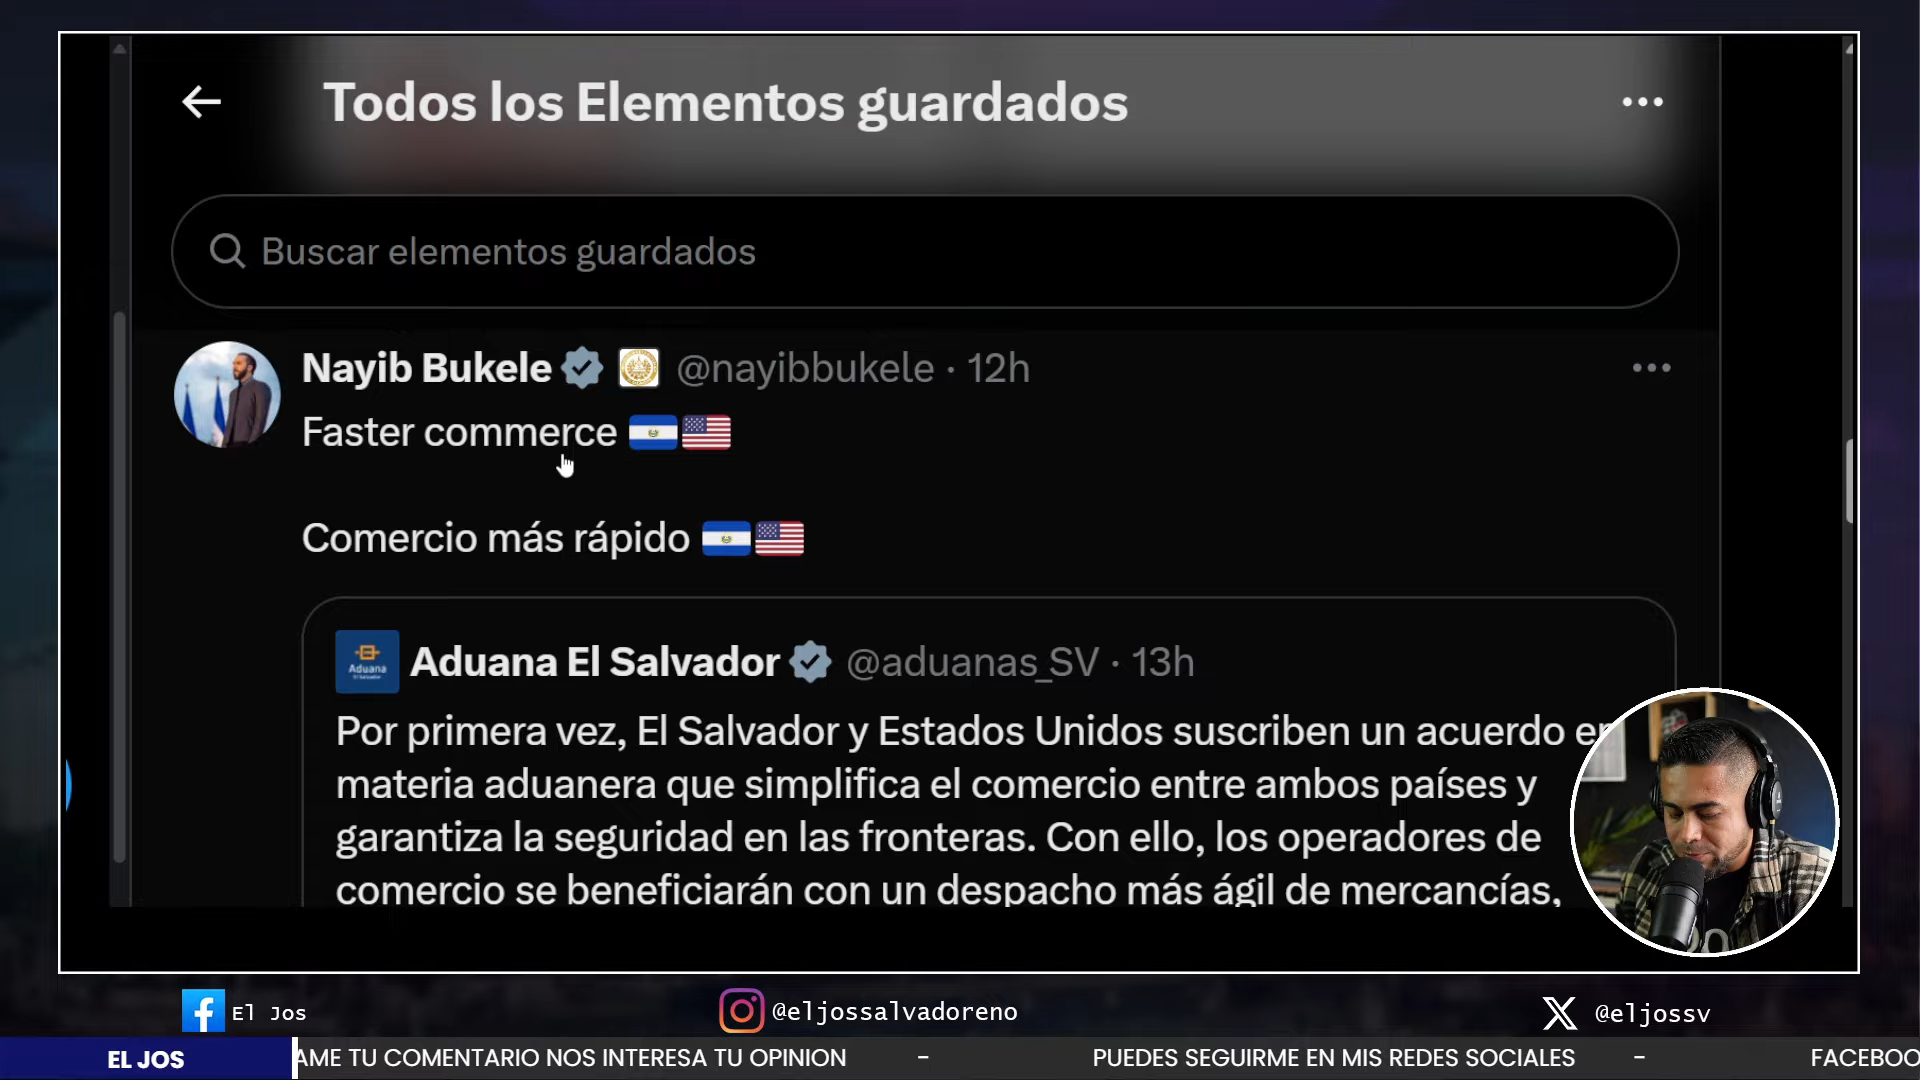 Todos los Elementos guardados
Buscar elementos guardados
Nayib Bukele @nayibbukele · 12h
Faster commerce
Comercio más rápido
Aduana El Salvador @aduanas_SV · 13h
Aduana
El Salvador
Por primera vez, El Salvador y Estados Unidos suscriben un acuerdo en
materia aduanera que simplifica el comercio entre ambos países y
garantiza la seguridad en las fronteras. Con ello, los operadores de
comercio se beneficiarán con un despacho más ágil de mercancías,
El Jos
@eljossalvadoreno
@eljossv
EL JOS
AME TU COMENTARIO NOS INTERESA TU OPINION - PUEDES SEGUIRME EN MIS REDES SOCIALES - FACEBOO